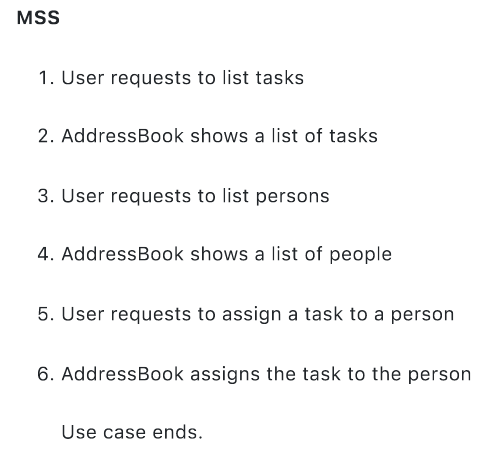 MSS
1. User requests to list tasks
2. AddressBook shows a list of tasks
3. User requests to list persons
4. AddressBook shows a list of people
5. User requests to assign a task to a person
6. AddressBook assigns the task to the person
Use case ends.